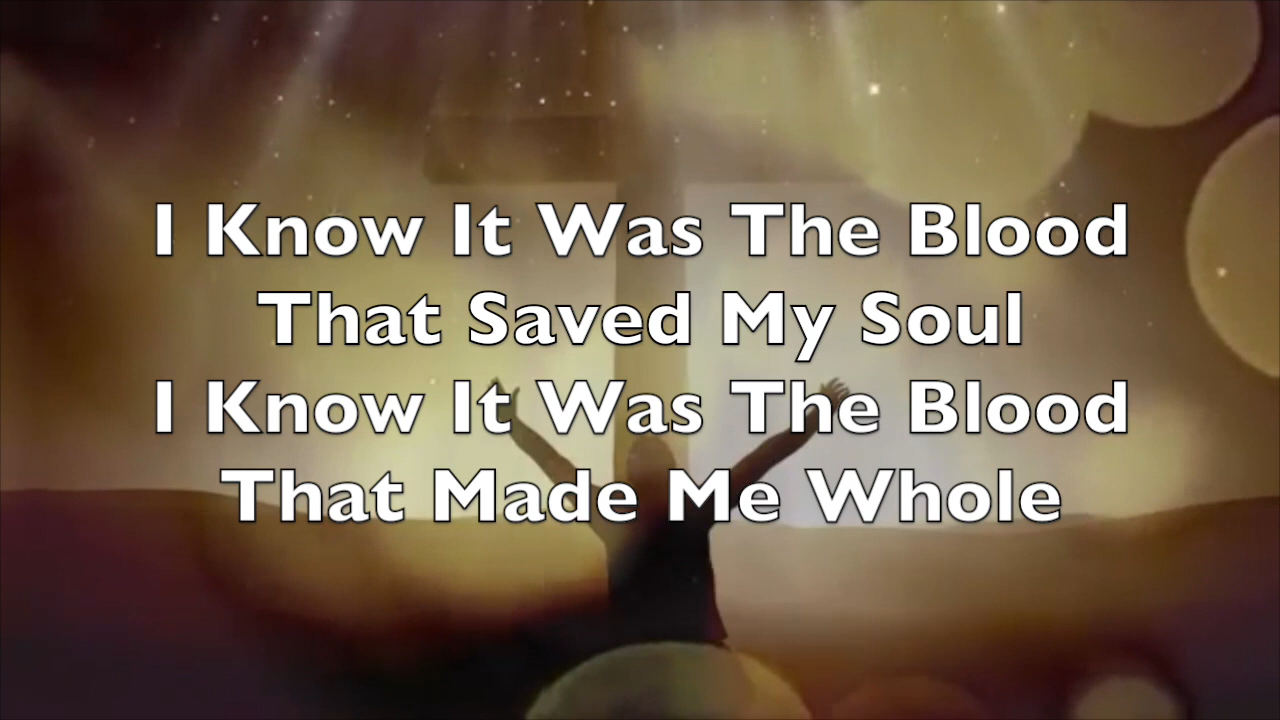 I Know It Was The Blood
That Saved My Soul
I Know It Was The Blood
That Made Me Whole